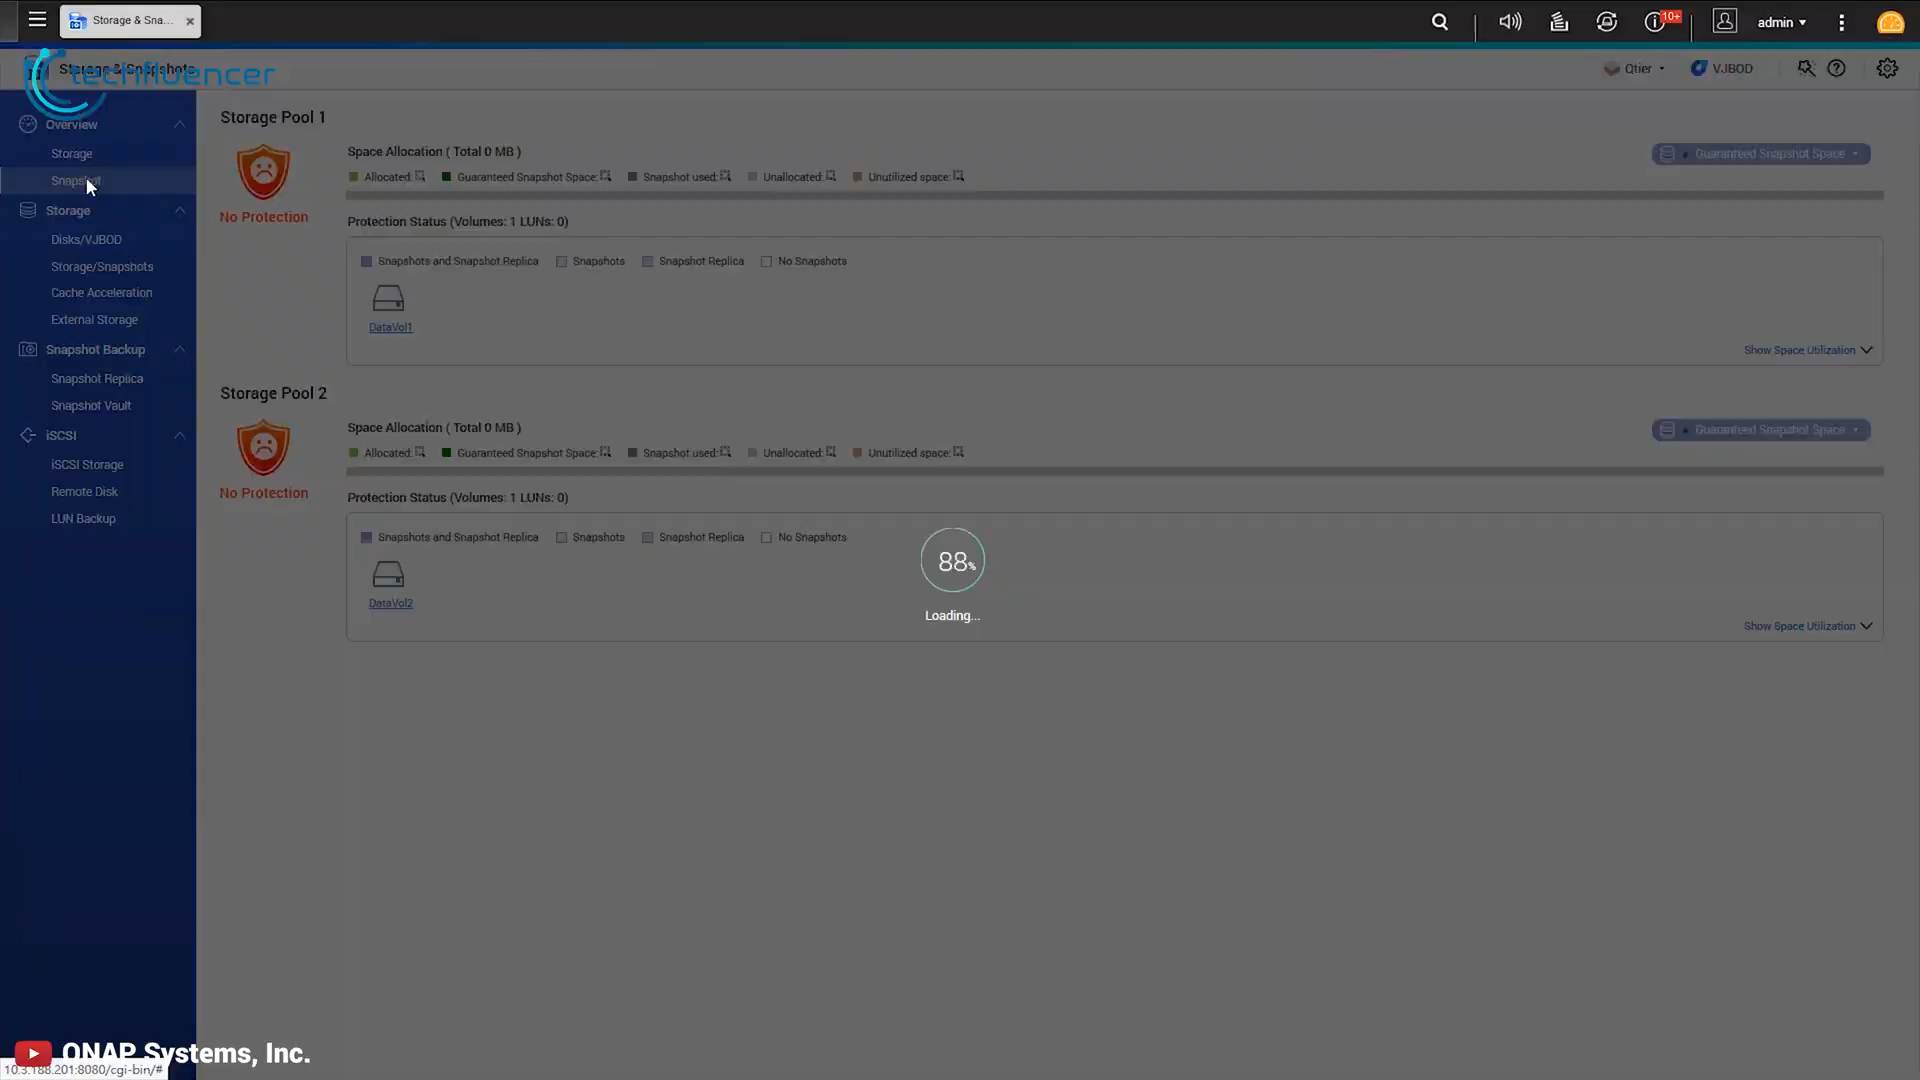 Storage & Sna...
10+
admin
Storage & Snapshots
techfluencer
Qtier
VJBOD
Overview
Storage
Snapshot
Storage
Disks/VJBOD
Storage/Snapshots
Cache Acceleration
External Storage
Snapshot Backup
Snapshot Replica
Snapshot Vault
iSCSI
iSCSI Storage
Remote Disk
LUN Backup
Storage Pool 1
No Protection
Space Allocation ( Total 0 MB )
Guaranteed Snapshot Space
Allocated: Guaranteed Snapshot Space: Snapshot used: Unallocated: Unutilized space:
Protection Status (Volumes: 1 LUNs: 0)
Snapshots and Snapshot Replica Snapshots Snapshot Replica No Snapshots
DataVol1
Show Space Utilization
Storage Pool 2
No Protection
Space Allocation ( Total 0 MB )
Guaranteed Snapshot Space
Allocated: Guaranteed Snapshot Space: Snapshot used: Unallocated: Unutilized space:
Protection Status (Volumes: 1 LUNs: 0)
Snapshots and Snapshot Replica Snapshots Snapshot Replica No Snapshots
DataVol2
Show Space Utilization
88%
Loading...
QNAP Systems, Inc.
10.3.188.201:8080/cgi-bin/#